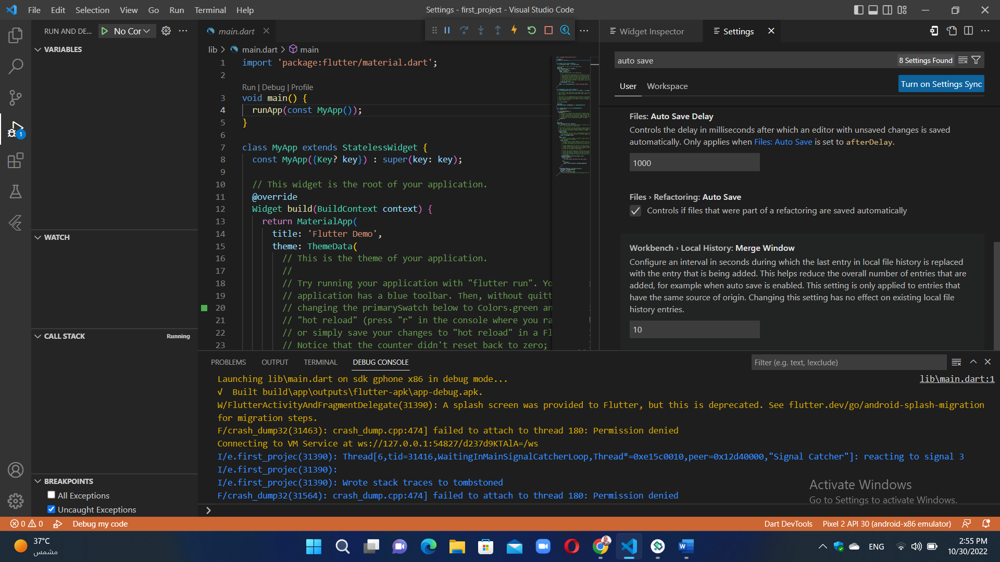 File Edit Selection View Go Run Terminal Help
Settings - first_project - Visual Studio Code
RUN AND DE...
No Cor
VARIABLES
WATCH
CALL STACK
Running
BREAKPOINTS
All Exceptions
Uncaught Exceptions
main.dart
lib > main.dart > main
1 import 'package:flutter/material.dart';
2
Run | Debug | Profile
3 void main() {
4 runApp(const MyApp());
5 }
6
7 class MyApp extends StatelessWidget {
8 const MyApp({Key? key}) : super(key: key);
9
10 // This widget is the root of your application.
11 @override
12 Widget build(BuildContext context) {
13 return MaterialApp(
14 title: 'Flutter Demo',
15 theme: ThemeData(
16 // This is the theme of your application.
17 //
18 // Try running your application with "flutter run". Yo
19 // application has a blue toolbar. Then, without quitt
20 // changing the primarySwatch below to Colors.green an
21 // "hot reload" (press "r" in the console where you ra
22 // or simply save your changes to "hot reload" in a Fl
23 // Notice that the counter didn't reset back to zero;
Widget Inspector
Settings
auto save
8 Settings Found
User Workspace
Turn on Settings Sync
Files: Auto Save Delay
Controls the delay in milliseconds after which an editor with unsaved changes is saved
automatically. Only applies when Files: Auto Save is set to afterDelay.
1000
Files › Refactoring: Auto Save
Controls if files that were part of a refactoring are saved automatically
Workbench › Local History: Merge Window
Configure an interval in seconds during which the last entry in local file history is replaced
with the entry that is being added. This helps reduce the overall number of entries that are
added, for example when auto save is enabled. This setting is only applied to entries that
have the same source of origin. Changing this setting has no effect on existing local file
history entries.
10
PROBLEMS OUTPUT TERMINAL DEBUG CONSOLE
Filter (e.g. text, !exclude)
Launching lib\main.dart on sdk gphone x86 in debug mode...
lib\main.dart:1
√ Built build\app\outputs\flutter-apk\app-debug.apk.
W/FlutterActivityAndFragmentDelegate(31390): A splash screen was provided to Flutter, but this is deprecated. See flutter.dev/go/android-splash-migration
for migration steps.
F/crash_dump32(31463): crash_dump.cpp:474] failed to attach to thread 180: Permission denied
Connecting to VM Service at ws://127.0.0.1:54827/d237d9KTAlA=/ws
I/e.first_projec(31390): Thread[6,tid=31416,WaitingInMainSignalCatcherLoop,Thread*=0xe15c0010,peer=0x12d40000,"Signal Catcher"]: reacting to signal 3
I/e.first_projec(31390):
I/e.first_projec(31390): Wrote stack traces to tombstoned
F/crash_dump32(31564): crash_dump.cpp:474] failed to attach to thread 180: Permission denied
Activate Windows
Go to Settings to activate Windows.
0 0 Debug my code
Dart DevTools Pixel 2 API 30 (android-x86 emulator)
37°C
مشمس
ENG
2:55 PM
10/30/2022